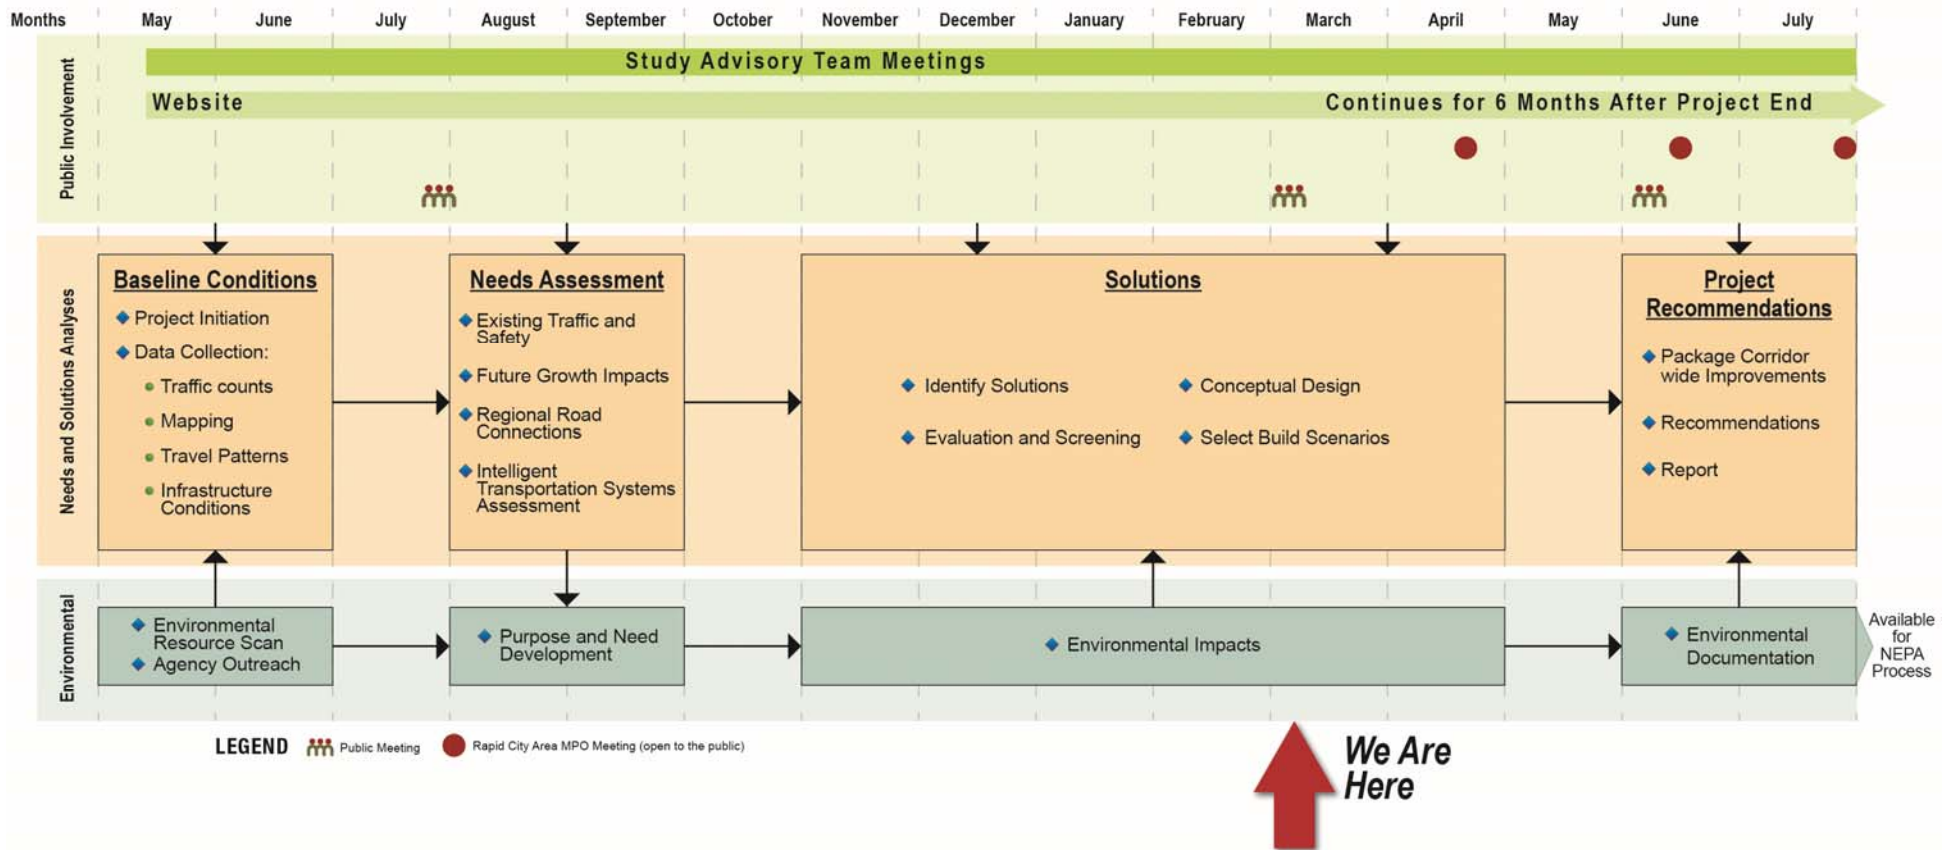 Months May June July August September October November December January February March April May June July
Public Involvement
Study Advisory Team Meetings
Website
Continues for 6 Months After Project End
Needs and Solutions Analyses
Baseline Conditions
Project Initiation
Data Collection:
Traffic counts
Mapping
Travel Patterns
Infrastructure
Conditions
Needs Assessment
Existing Traffic and
Safety
Future Growth Impacts
Regional Road
Connections
Intelligent
Transportation Systems
Assessment
Solutions
Identify Solutions
Evaluation and Screening
Conceptual Design
Select Build Scenarios
Project
Recommendations
Package Corridor
wide Improvements
Recommendations
Report
Environmental
Environmental
Resource Scan
Agency Outreach
Purpose and Need
Development
Environmental Impacts
Environmental
Documentation
Available
for
NEPA
Process
LEGEND
Public Meeting
Rapid City Area MPO Meeting (open to the public)
We Are
Here